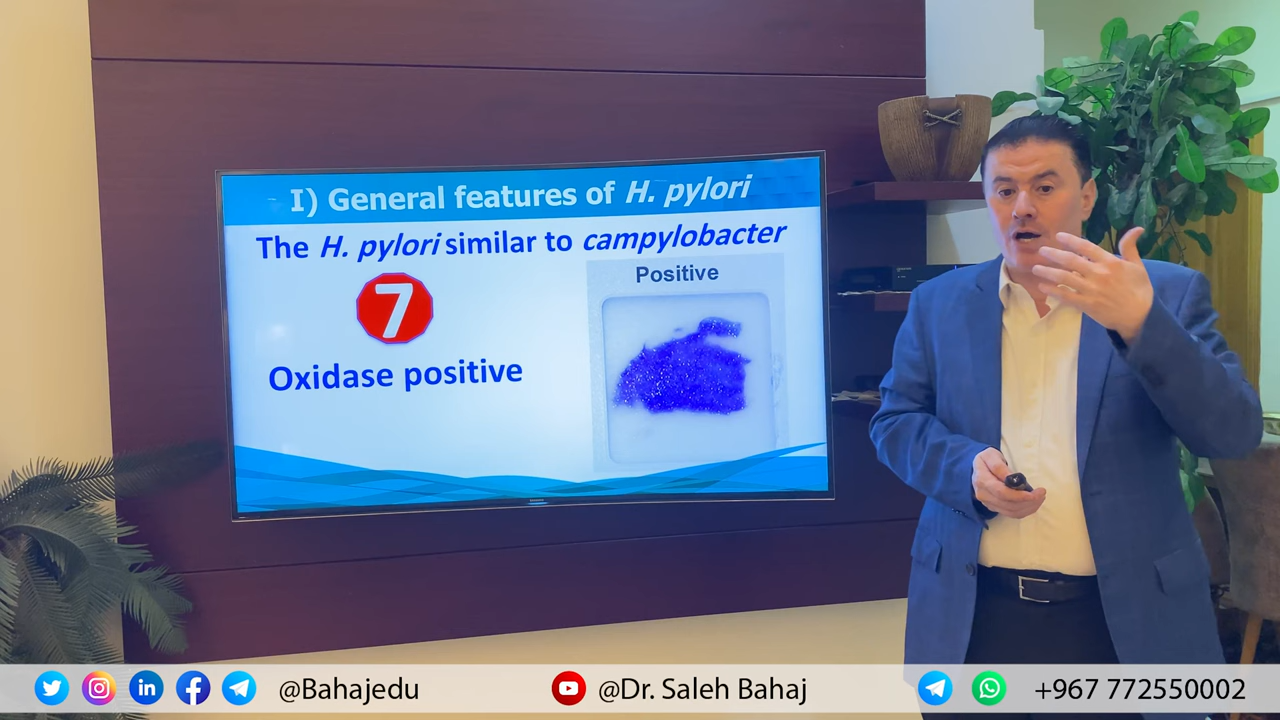 I) General features of H. pylori
The H. pylori similar to campylobacter
Positive
7
Oxidase positive
@Bahajedu
@Dr. Saleh Bahaj
+967 772550002